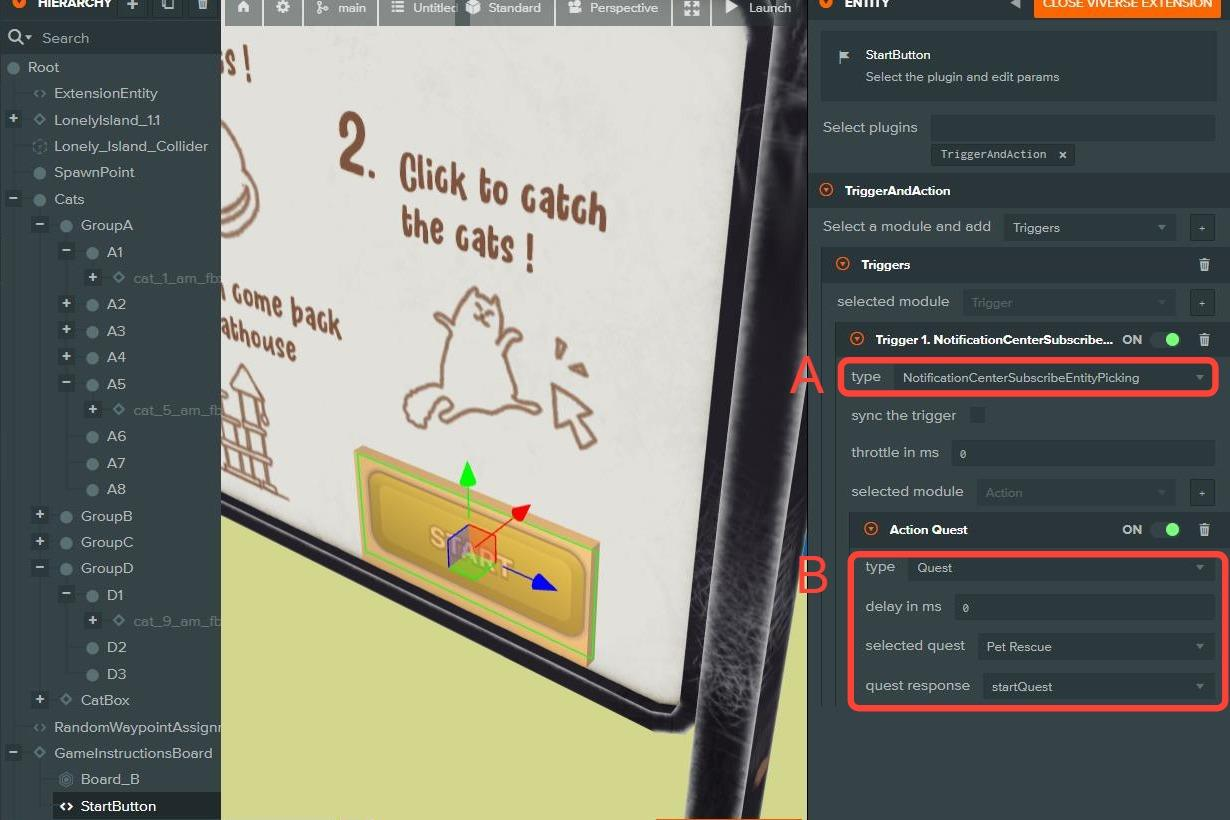 HIERARCHY
Search
Root
ExtensionEntity
LonelyIsland_1.1
Lonely_Island_Collider
SpawnPoint
Cats
GroupA
A1
cat_1_am_fb
A2
A3
A4
A5
cat_5_am_fb
A6
A7
A8
GroupB
GroupC
GroupD
D1
cat_9_am_fb
D2
D3
CatBox
RandomWaypointAssign
GameInstructionsBoard
Board_B
StartButton
main
Untitled
Standard
Perspective
Launch
s!
2. Click to catch
the cats !
come back
athouse
START
A
B
ENTITY
CLOSE VIVERSE EXTENSION
StartButton
Select the plugin and edit params
Select plugins
TriggerAndAction x
TriggerAndAction
Select a module and add Triggers +
Triggers
selected module Trigger +
Trigger 1. NotificationCenterSubscribe... ON
type NotificationCenterSubscribeEntityPicking
sync the trigger
throttle in ms 0
selected module Action +
Action Quest ON
type Quest
delay in ms 0
selected quest Pet Rescue
quest response startQuest